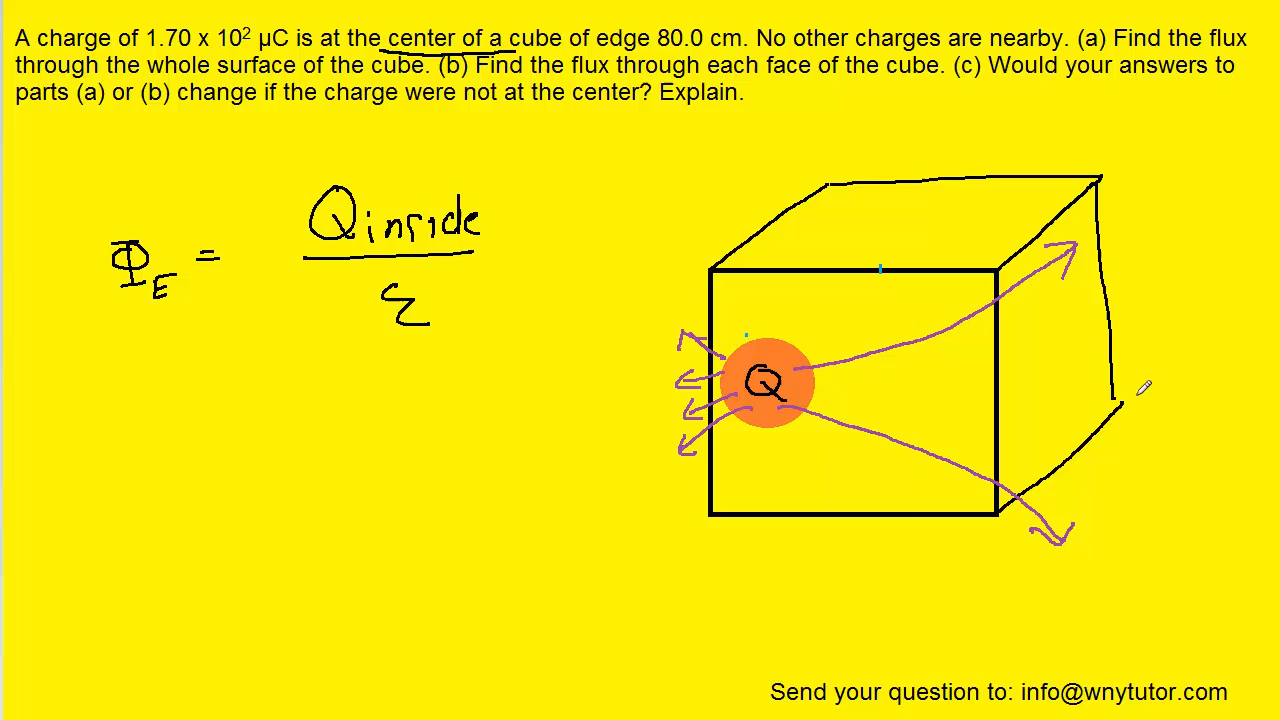 A charge of 1.70 x 10² µC is at the center of a cube of edge 80.0 cm. No other charges are nearby. (a) Find the flux
through the whole surface of the cube. (b) Find the flux through each face of the cube. (c) Would your answers to
parts (a) or (b) change if the charge were not at the center? Explain.
Φ_E = Qinside / ε
Q
Send your question to: info@wnytutor.com